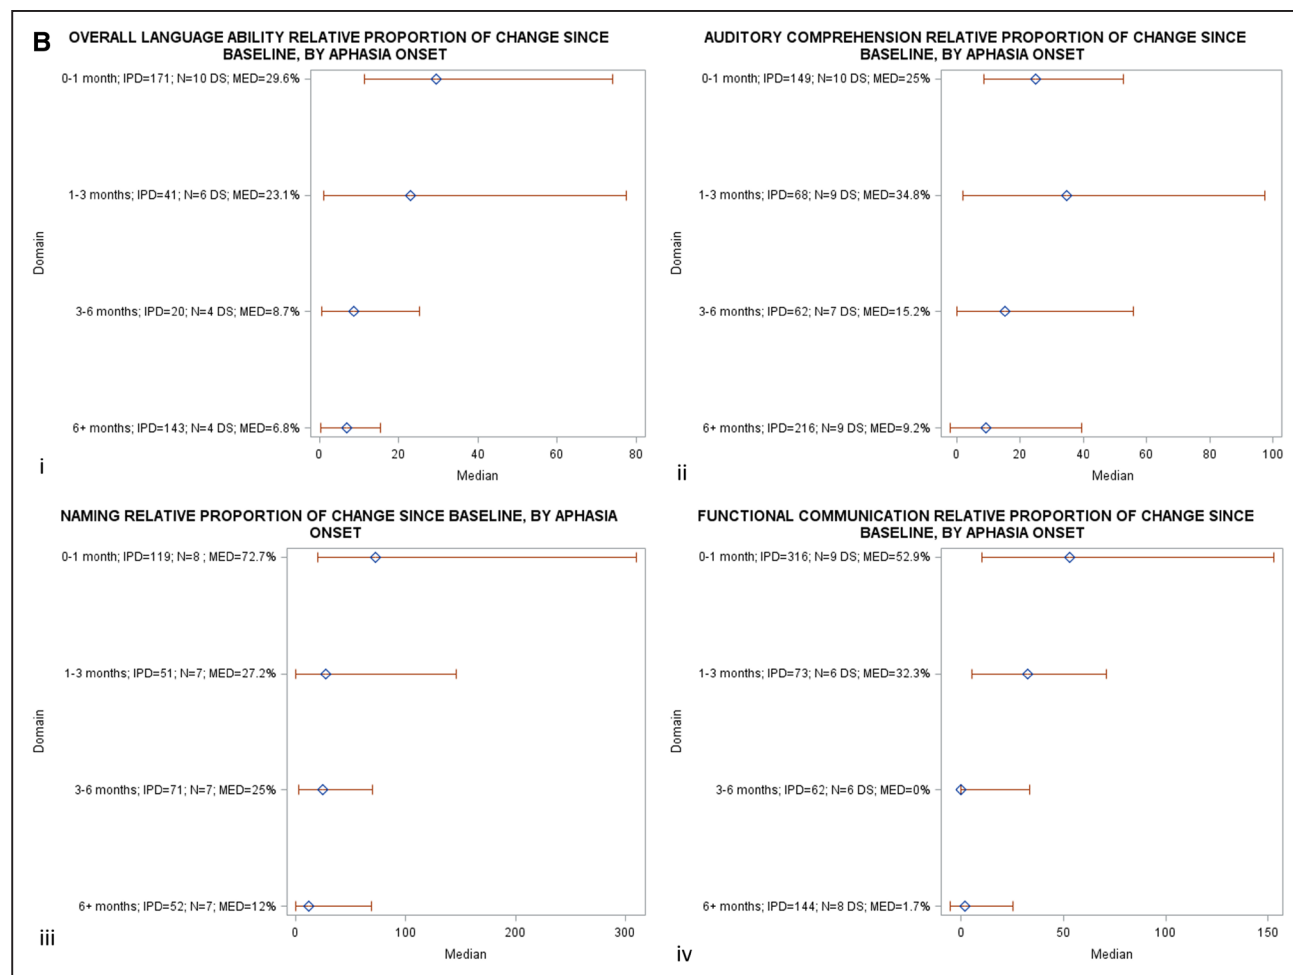 B
OVERALL LANGUAGE ABILITY RELATIVE PROPORTION OF CHANGE SINCE
BASELINE, BY APHASIA ONSET
0-1 month; IPD=171; N=10 DS; MED=29.6%
1-3 months; IPD=41; N=6 DS; MED=23.1%
Domain
3-6 months; IPD=20; N=4 DS; MED=8.7%
6+ months; IPD=143; N=4 DS; MED=6.8%
0 20 40 60 80
Median
i
AUDITORY COMPREHENSION RELATIVE PROPORTION OF CHANGE SINCE
BASELINE, BY APHASIA ONSET
0-1 month; IPD=149; N=10 DS; MED=25%
1-3 months; IPD=68; N=9 DS; MED=34.8%
Domain
3-6 months; IPD=62; N=7 DS; MED=15.2%
6+ months; IPD=216; N=9 DS; MED=9.2%
0 20 40 60 80 100
Median
ii
NAMING RELATIVE PROPORTION OF CHANGE SINCE BASELINE, BY APHASIA
ONSET
0-1 month; IPD=119; N=8 ; MED=72.7%
1-3 months; IPD=51; N=7; MED=27.2%
Domain
3-6 months; IPD=71; N=7; MED=25%
6+ months; IPD=52; N=7; MED=12%
0 100 200 300
Median
iii
FUNCTIONAL COMMUNICATION RELATIVE PROPORTION OF CHANGE SINCE
BASELINE, BY APHASIA ONSET
0-1 month; IPD=316; N=9 DS; MED=52.9%
1-3 months; IPD=73; N=6 DS; MED=32.3%
Domain
3-6 months; IPD=62; N=6 DS; MED=0%
6+ months; IPD=144; N=8 DS; MED=1.7%
0 50 100 150
Median
iv